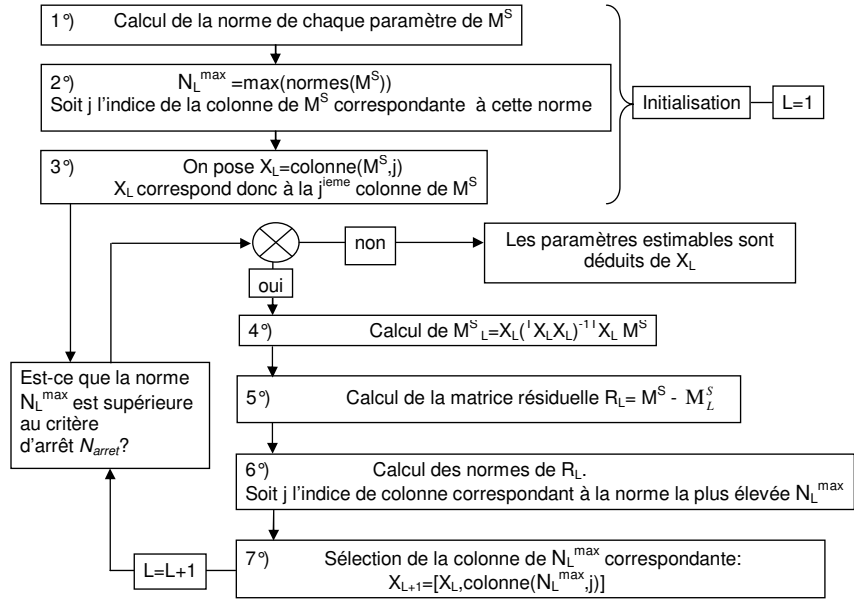 1°) Calcul de la norme de chaque paramètre de M^S
2°) N_L^max =max(normes(M^S))
Soit j l'indice de la colonne de M^S correspondante à cette norme
Initialisation
L=1
3°) On pose X_L=colonne(M^S,j)
X_L correspond donc à la j^ieme colonne de M^S
non
Les paramètres estimables sont
déduits de X_L
oui
4°) Calcul de M^S_L=X_L(^tX_LX_L)^-1tX_L M^S
Est-ce que la norme
N_L^max est supérieure
au critère
d'arrêt N_arret?
5°) Calcul de la matrice résiduelle R_L= M^S - M_L^S
6°) Calcul des normes de R_L.
Soit j l'indice de colonne correspondant à la norme la plus élevée N_L^max
L=L+1
7°) Sélection de la colonne de N_L^max correspondante:
X_L+1=[X_L,colonne(N_L^max,j)]